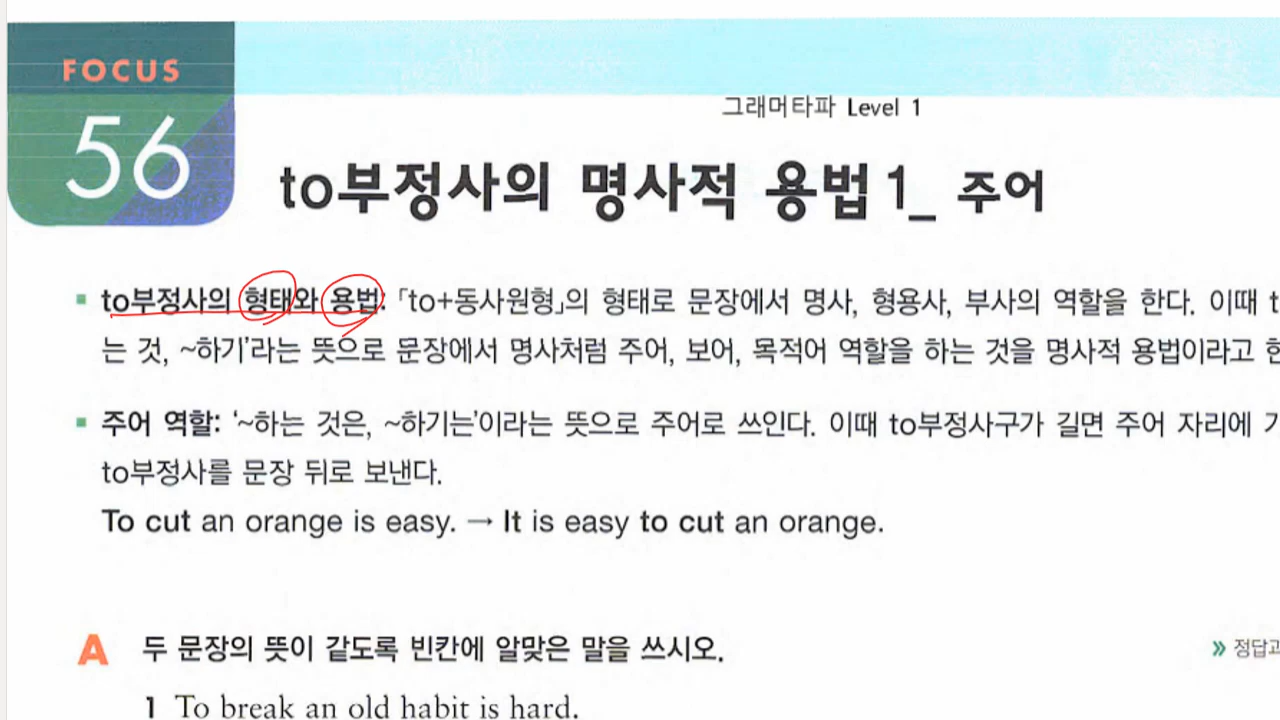 FOCUS
56
그래머타파 Level 1
to부정사의 명사적 용법1_ 주어
to부정사의 형태와 용법: 「to+동사원형」의 형태로 문장에서 명사, 형용사, 부사의 역할을 한다. 이때
는 것, ~하기'라는 뜻으로 문장에서 명사처럼 주어, 보어, 목적어 역할을 하는 것을 명사적 용법이라고
주어 역할: '~하는 것은, ~하기는'이라는 뜻으로 주어로 쓰인다. 이때 to부정사구가 길면 주어 자리에
to부정사를 문장 뒤로 보낸다.
To cut an orange is easy. → It is easy to cut an orange.
A 두 문장의 뜻이 같도록 빈칸에 알맞은 말을 쓰시오.
» 정답과
1 To break an old habit is hard.